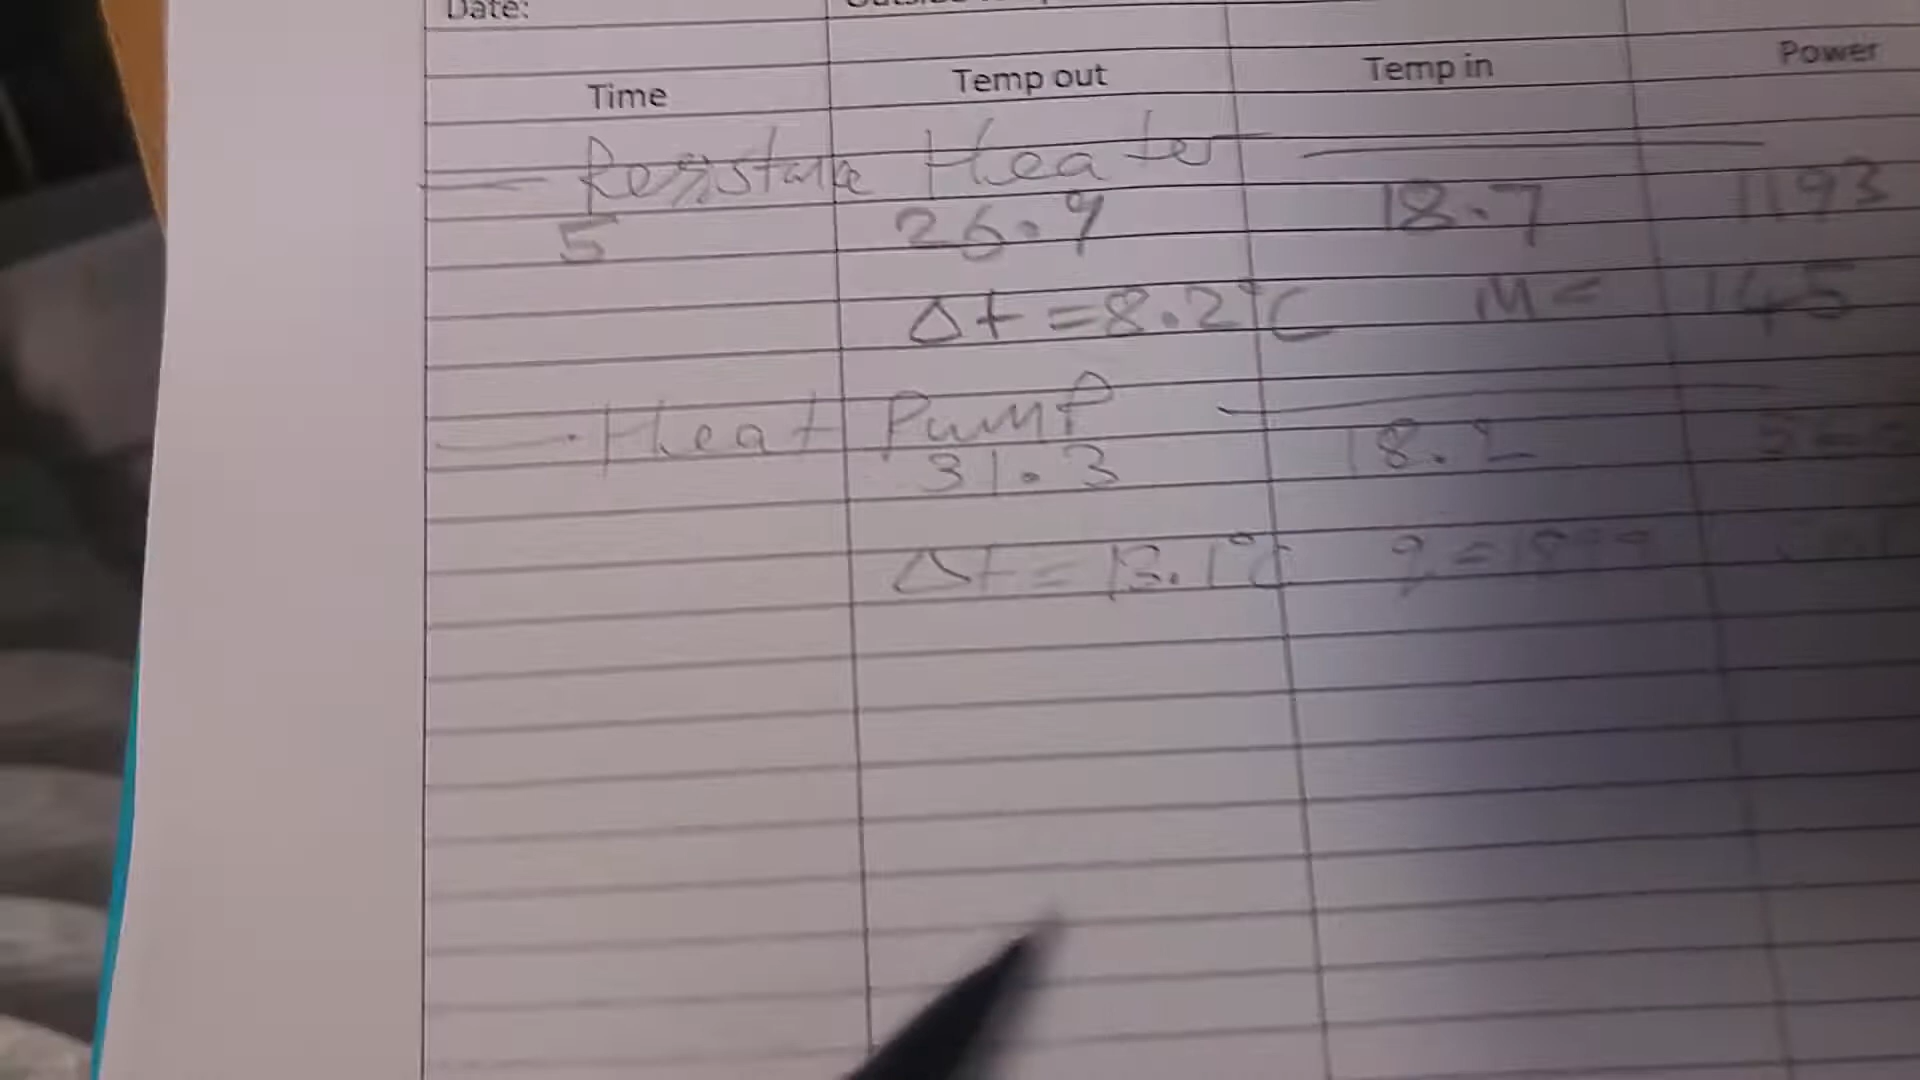 Date:
Time Temp out Temp in Power
Resistance Heater
5 26.9 18.7 1193
Δt = 8.2°C M = 145
Heat Pump
31.3 18.2
Δt = 13.1°C q =